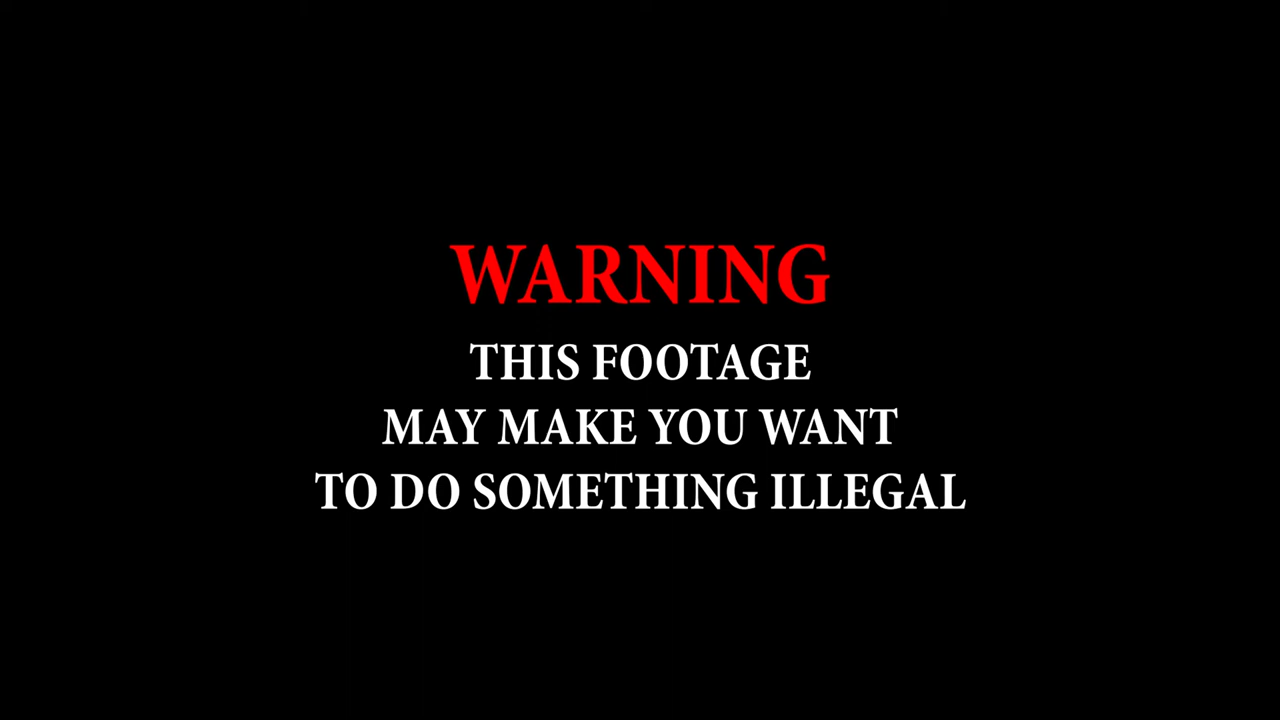 WARNING
THIS FOOTAGE
MAY MAKE YOU WANT
TO DO SOMETHING ILLEGAL